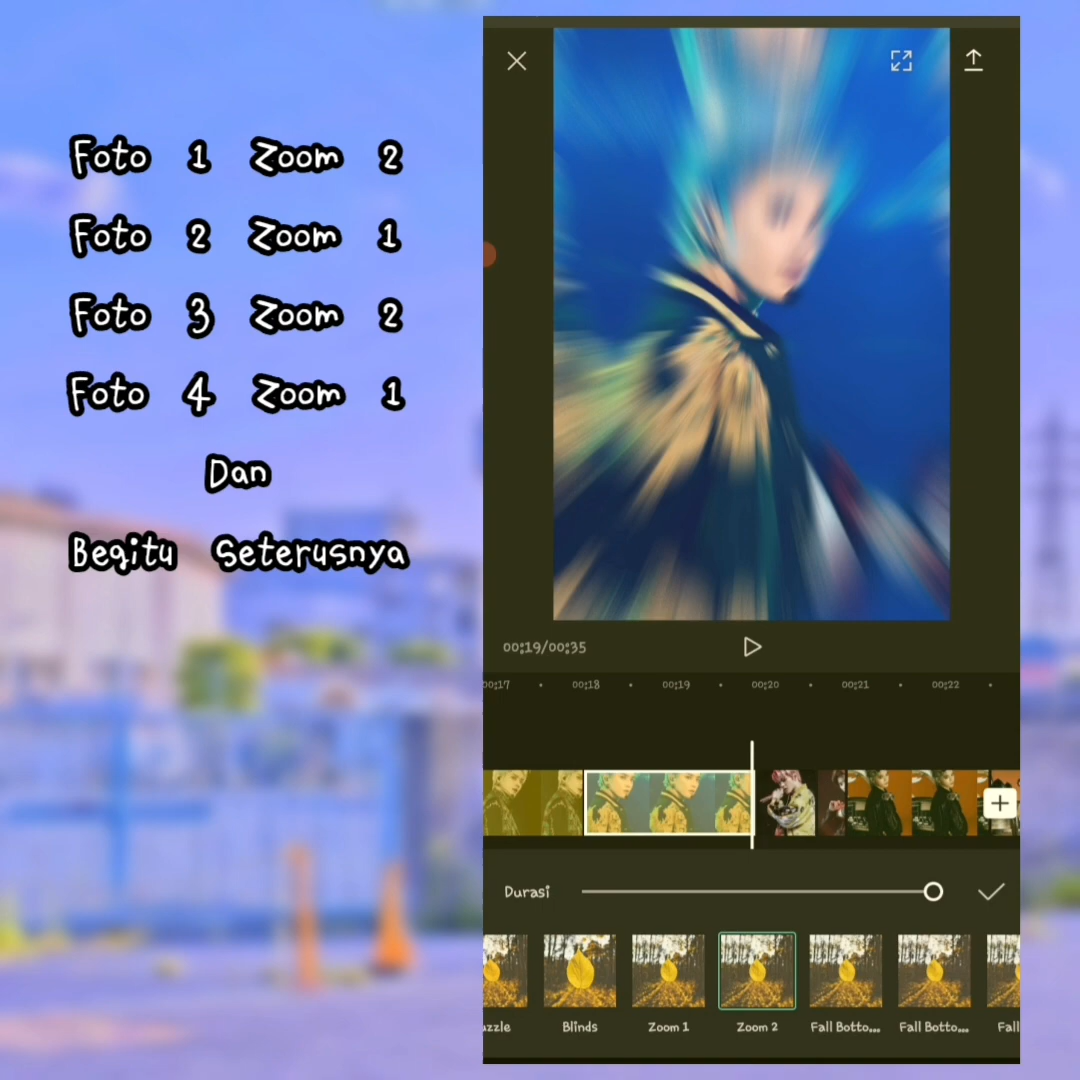 Foto 1 Zoom 2
Foto 2 Zoom 1
Foto 3 Zoom 2
Foto 4 Zoom 1
Dan
Begitu Seterusnya
00:19/00:35
00:17 00:18 00:19 00:20 00:21 00:22
Durasi
uzzle Blinds Zoom 1 Zoom 2 Fall Botto... Fall Botto... Fall